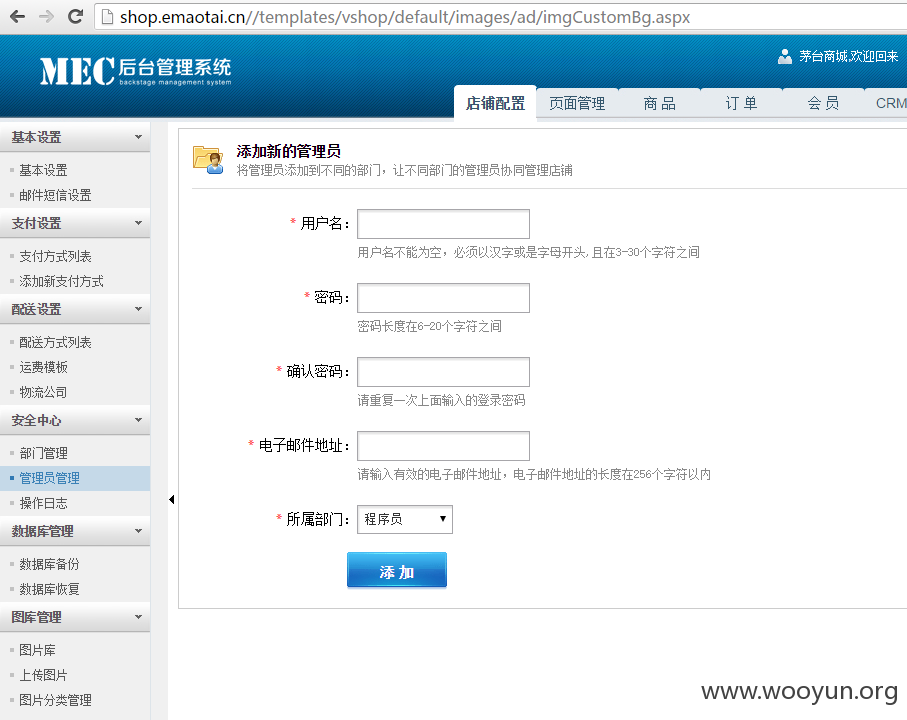 shop.emaotai.cn//templates/vshop/default/images/ad/imgCustomBg.aspx
MEC后台管理系统
backstage management system
茅台商城,欢迎回来
店铺配置 页面管理 商 品 订 单 会 员 CRM
基本设置
基本设置
邮件短信设置
支付设置
支付方式列表
添加新支付方式
配送设置
配送方式列表
运费模板
物流公司
安全中心
部门管理
管理员管理
操作日志
数据库管理
数据库备份
数据库恢复
图库管理
图片库
上传图片
图片分类管理
添加新的管理员
将管理员添加到不同的部门，让不同部门的管理员协同管理店铺
* 用户名：
用户名不能为空，必须以汉字或是字母开头,且在3-30个字符之间
* 密码：
密码长度在6-20个字符之间
* 确认密码：
请重复一次上面输入的登录密码
* 电子邮件地址：
请输入有效的电子邮件地址，电子邮件地址的长度在256个字符以内
* 所属部门： 程序员
添 加
www.wooyun.org